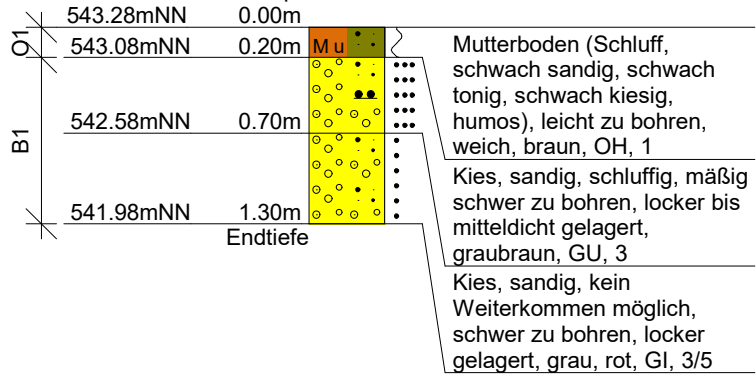 543.28mNN 0.00m
O1
543.08mNN 0.20m
Mu
Mutterboden (Schluff,
schwach sandig, schwach
tonig, schwach kiesig,
humos), leicht zu bohren,
weich, braun, OH, 1
B1
542.58mNN 0.70m
Kies, sandig, schluffig, mäßig
schwer zu bohren, locker bis
mitteldicht gelagert,
graubraun, GU, 3
541.98mNN 1.30m
Endtiefe
Kies, sandig, kein
Weiterkommen möglich,
schwer zu bohren, locker
gelagert, grau, rot, GI, 3/5